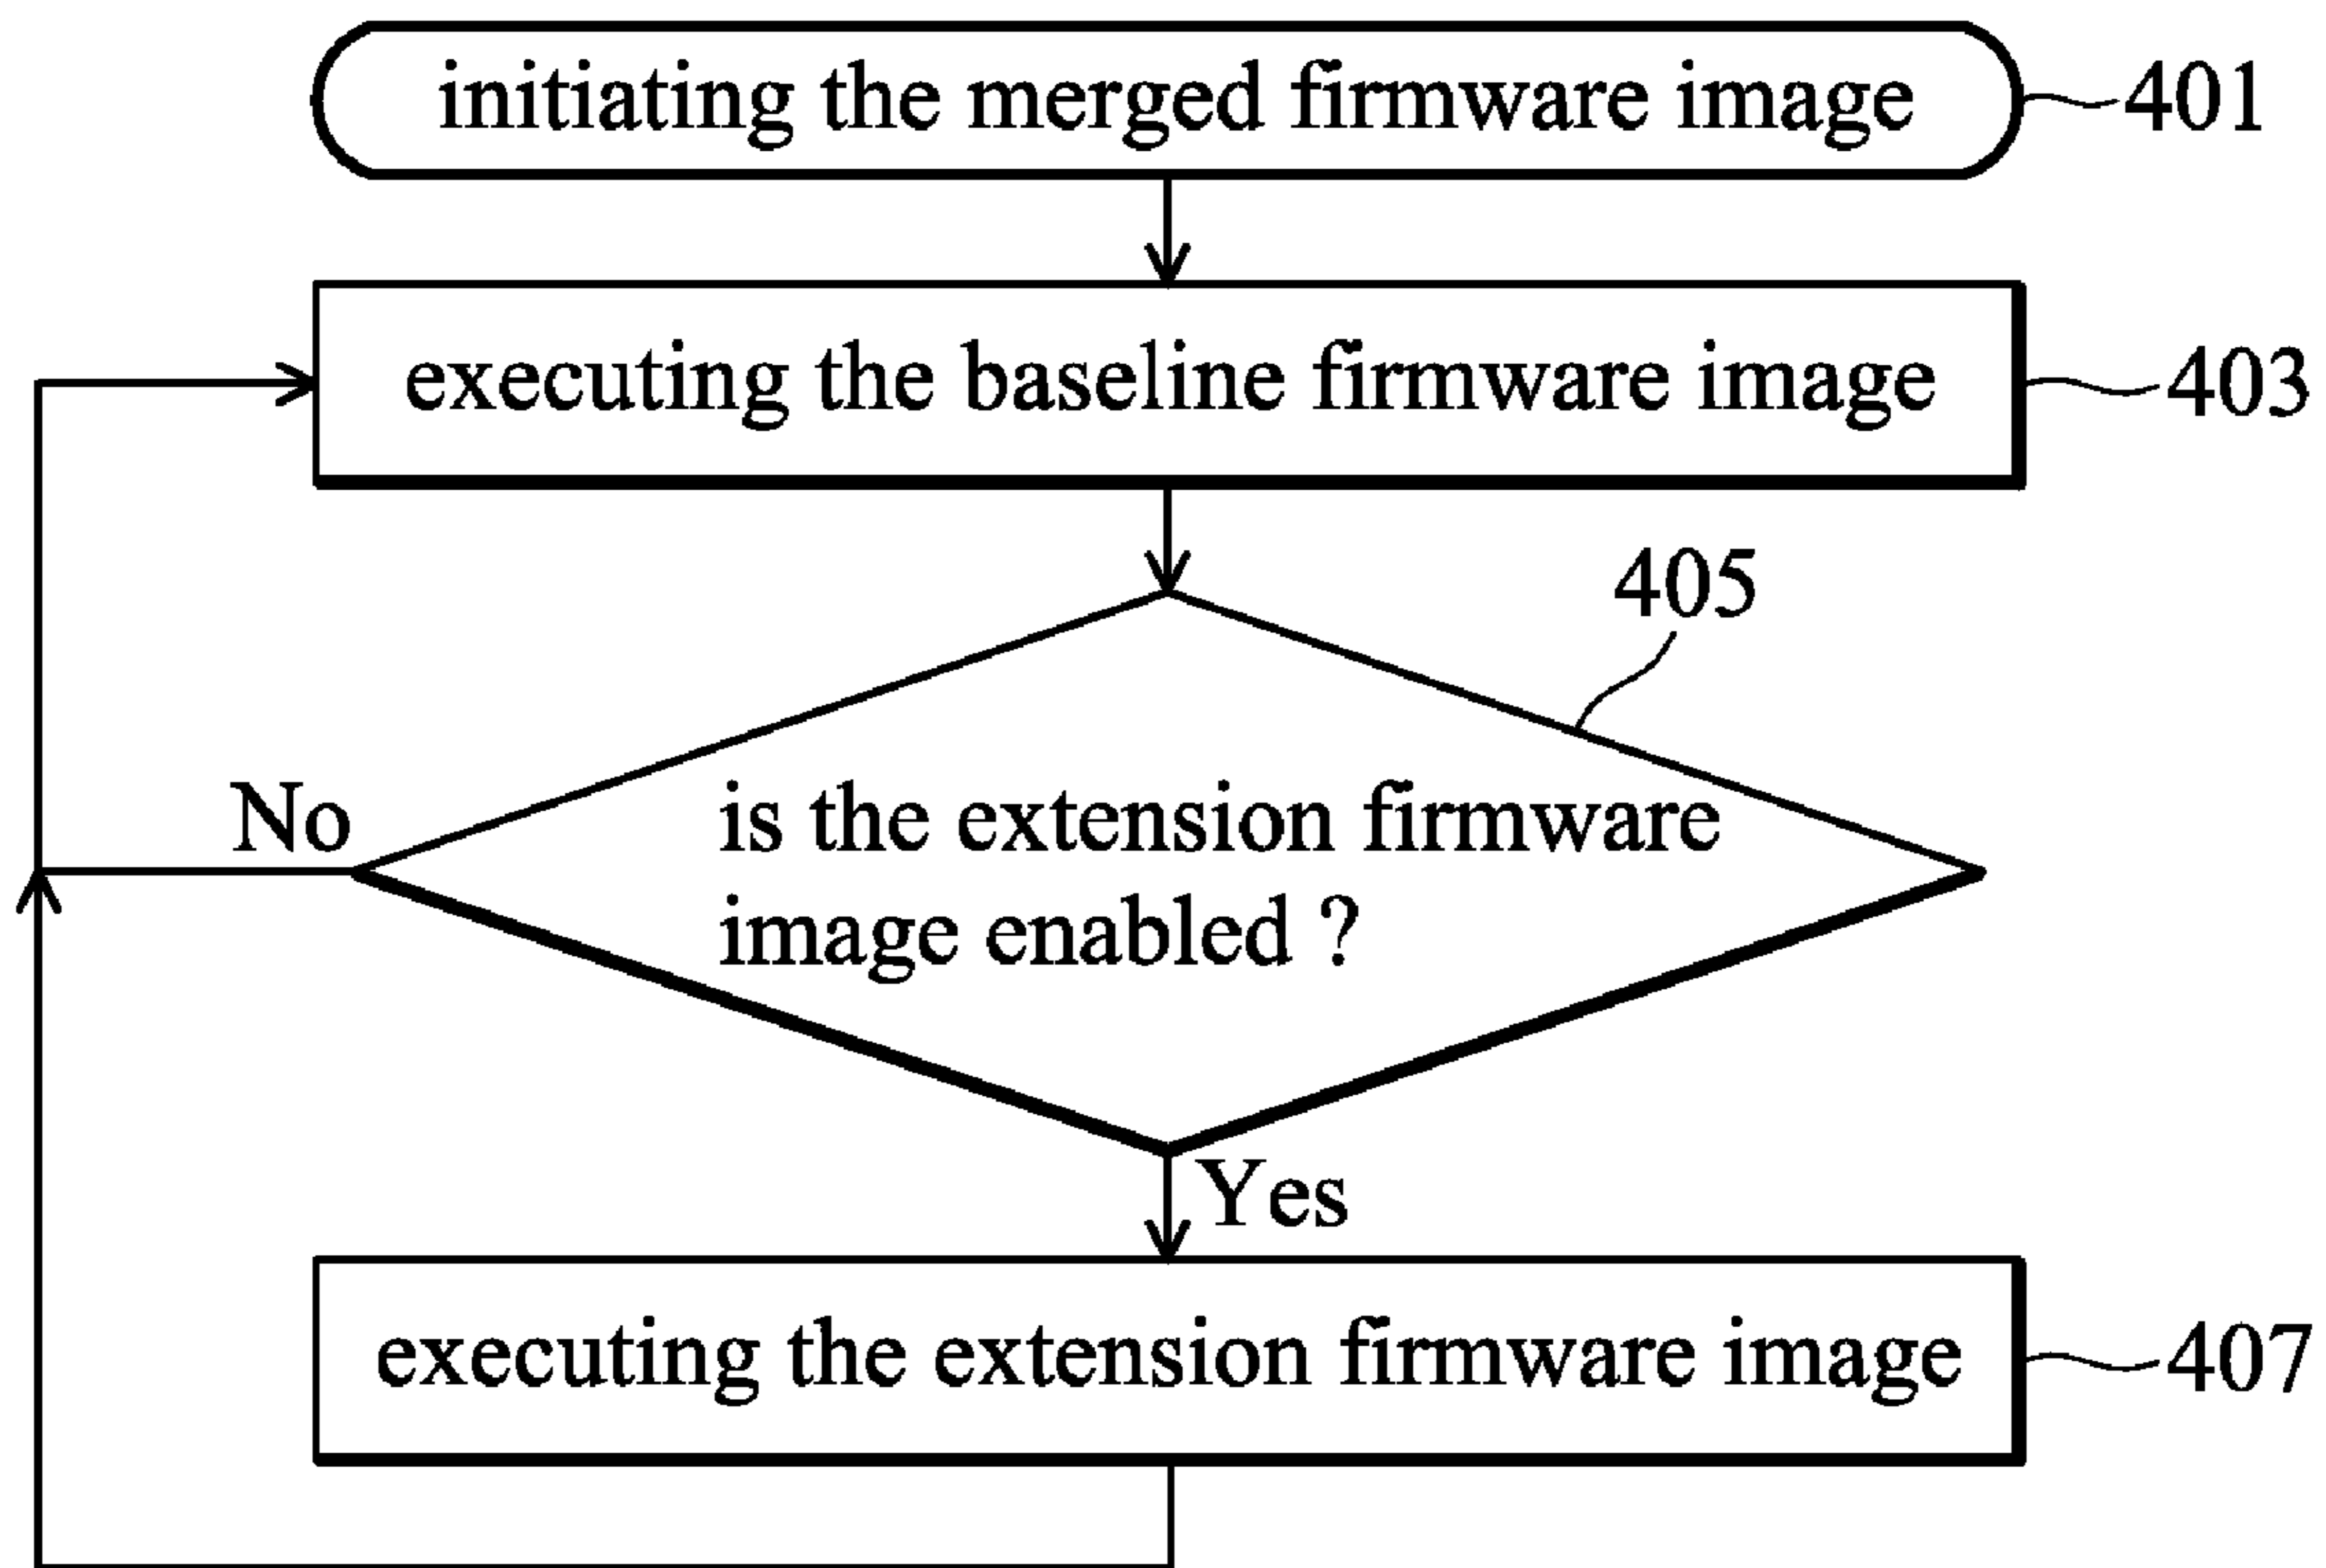 initiating the merged firmware image
401
executing the baseline firmware image
403
405
is the extension firmware
image enabled ?
No
Yes
executing the extension firmware image
407